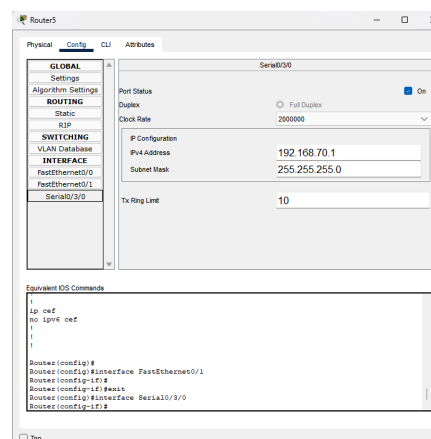 Router5
Physical Config CLI Attributes
GLOBAL
Settings
Algorithm Settings
ROUTING
Static
RIP
SWITCHING
VLAN Database
INTERFACE
FastEthernet0/0
FastEthernet0/1
Serial0/3/0
Serial0/3/0
Port Status On
Duplex Full Duplex
Clock Rate 2000000
IP Configuration
IPv4 Address 192.168.70.1
Subnet Mask 255.255.255.0
Tx Ring Limit 10
Equivalent IOS Commands
!
!
ip cef
no ipv6 cef
!
!
!
Router(config)#
Router(config)#interface FastEthernet0/1
Router(config-if)#
Router(config-if)#exit
Router(config)#interface Serial0/3/0
Router(config-if)#
Top